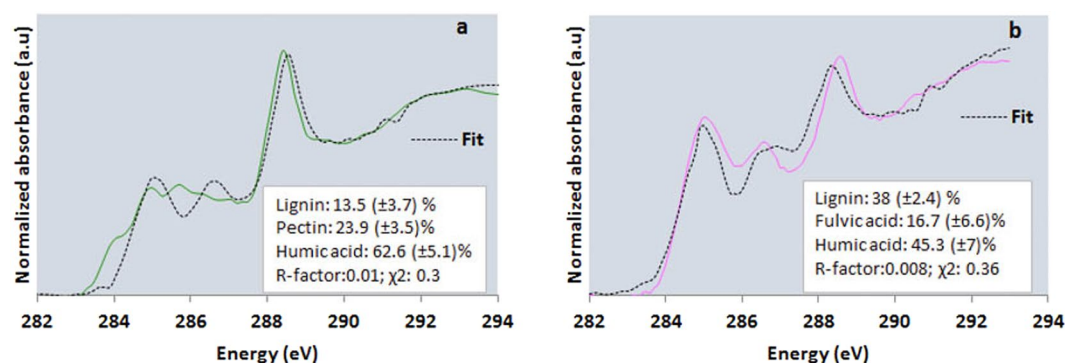 Normalized absorbance (a.u)
a
Fit
Lignin: 13.5 (±3.7) %
Pectin: 23.9 (±3.5)%
Humic acid: 62.6 (±5.1)%
R-factor:0.01; χ2: 0.3
282 284 286 288 290 292 294
Energy (eV)
Normalized absorbance (a.u)
b
Fit
Lignin: 38 (±2.4) %
Fulvic acid: 16.7 (±6.6)%
Humic acid: 45.3 (±7)%
R-factor:0.008; χ2: 0.36
282 284 286 288 290 292 294
Energy (eV)